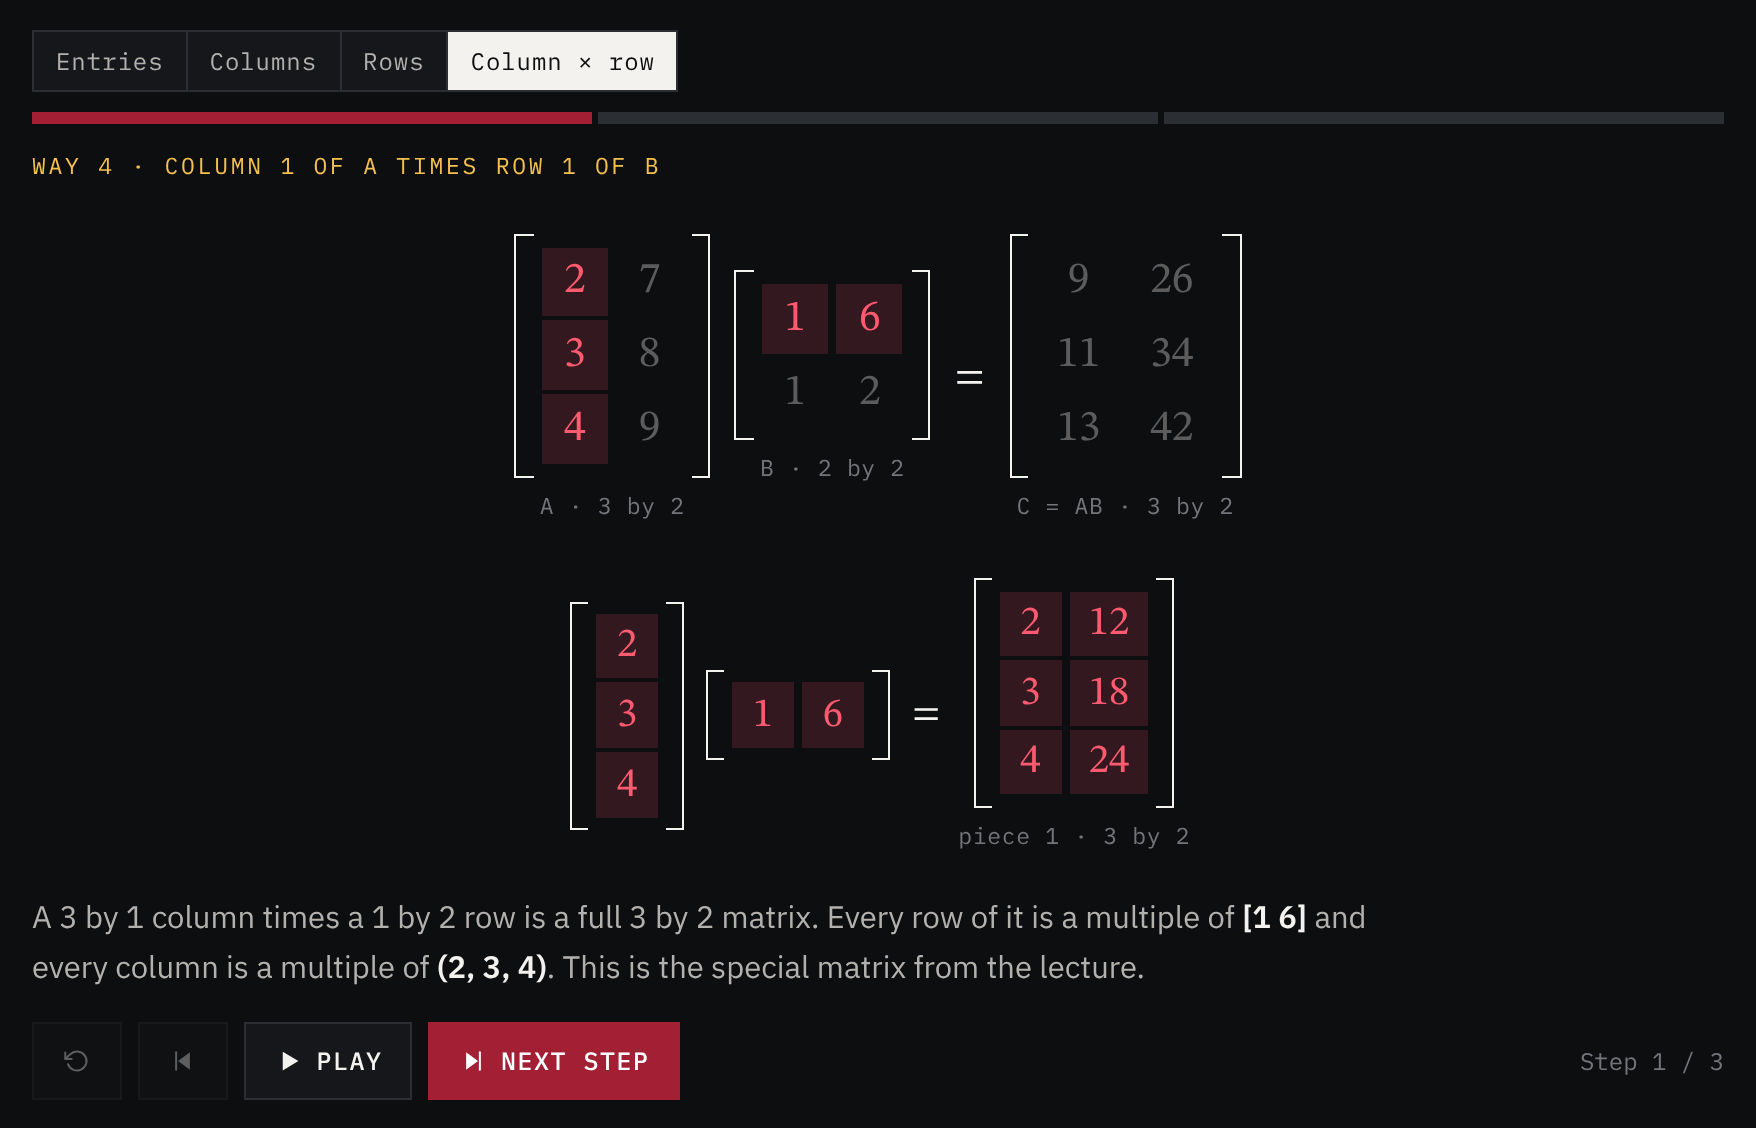 Entries Columns Rows Column × row
WAY 4 · COLUMN 1 OF A TIMES ROW 1 OF B
2 7
3 8
4 9
A · 3 by 2
1 6
1 2
B · 2 by 2
=
9 26
11 34
13 42
C = AB · 3 by 2
2
3
4
1 6
=
2 12
3 18
4 24
piece 1 · 3 by 2
A 3 by 1 column times a 1 by 2 row is a full 3 by 2 matrix. Every row of it is a multiple of [1 6] and
every column is a multiple of (2, 3, 4). This is the special matrix from the lecture.
PLAY NEXT STEP Step 1 / 3